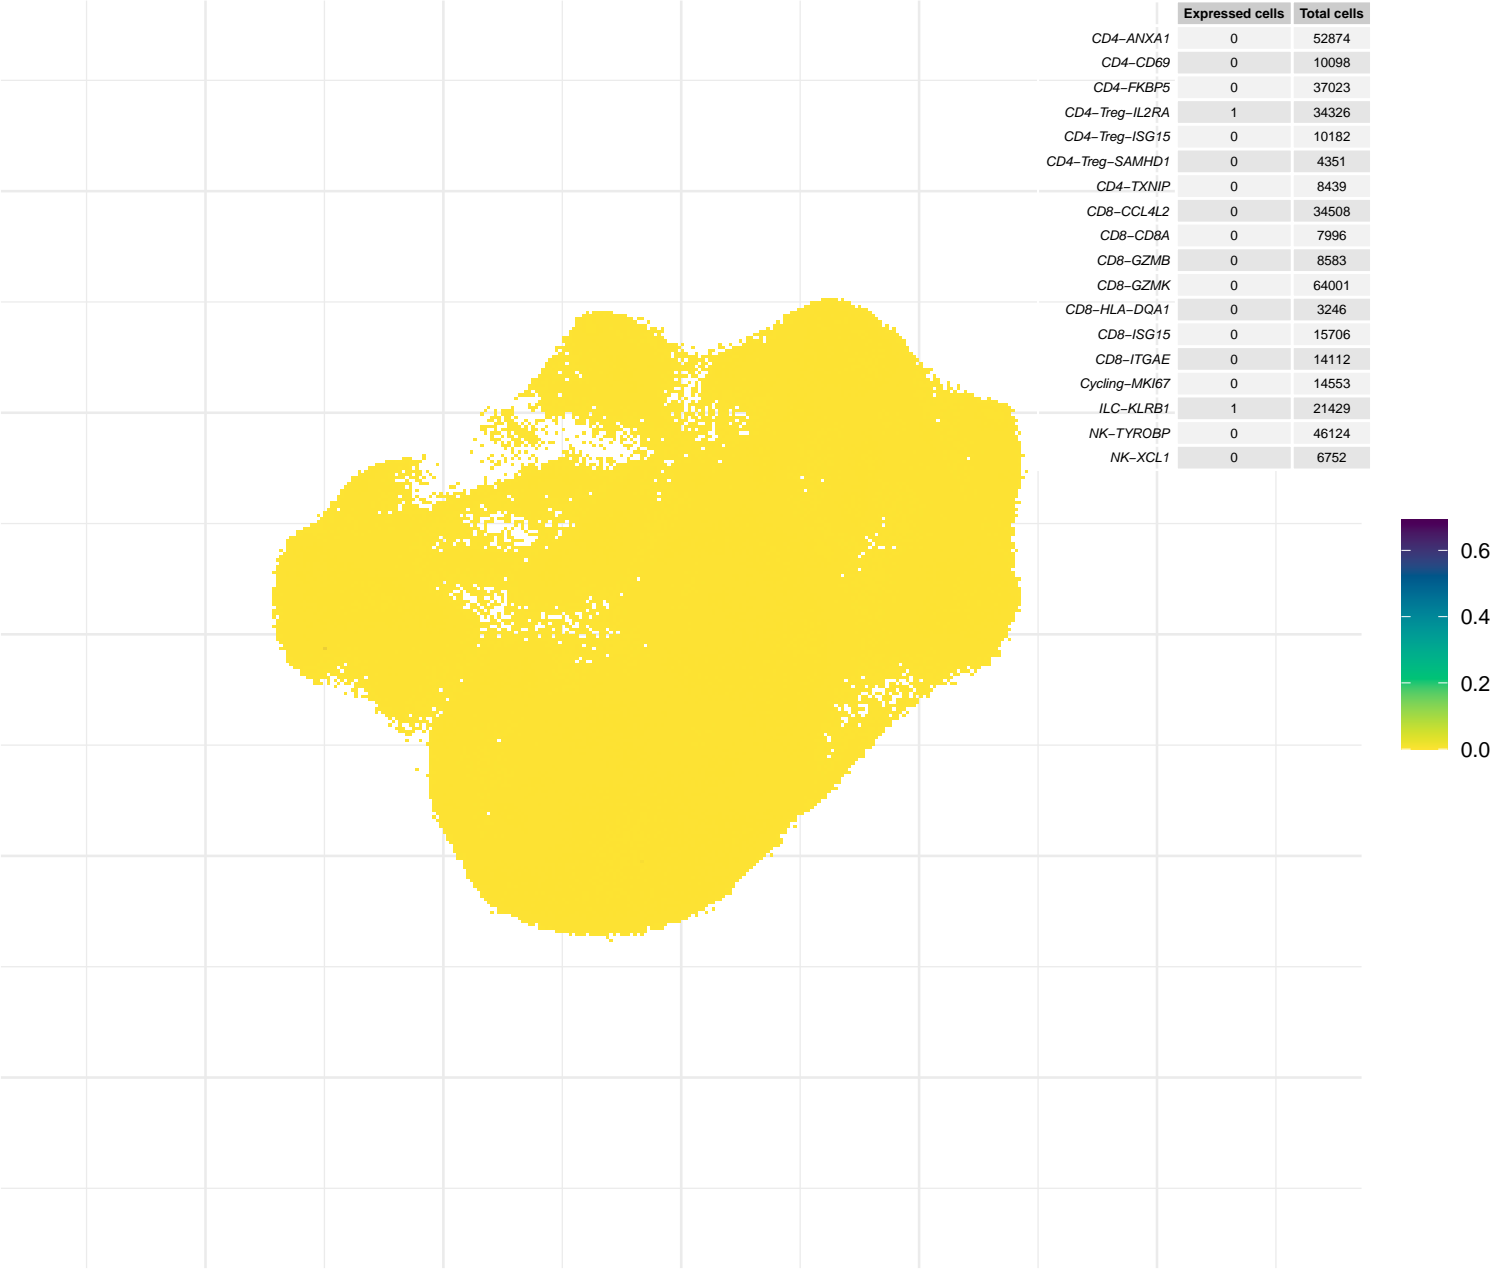 Expressed cells Total cells
CD4−ANXA1 0 52874
CD4−CD69 0 10098
CD4−FKBP5 0 37023
CD4−Treg−IL2RA 1 34326
CD4−Treg−ISG15 0 10182
CD4−Treg−SAMHD1 0 4351
CD4−TXNIP 0 8439
CD8−CCL4L2 0 34508
CD8−CD8A 0 7996
CD8−GZMB 0 8583
CD8−GZMK 0 64001
CD8−HLA−DQA1 0 3246
CD8−ISG15 0 15706
CD8−ITGAE 0 14112
Cycling−MKI67 0 14553
ILC−KLRB1 1 21429
NK−TYROBP 0 46124
NK−XCL1 0 6752
0.6
0.4
0.2
0.0